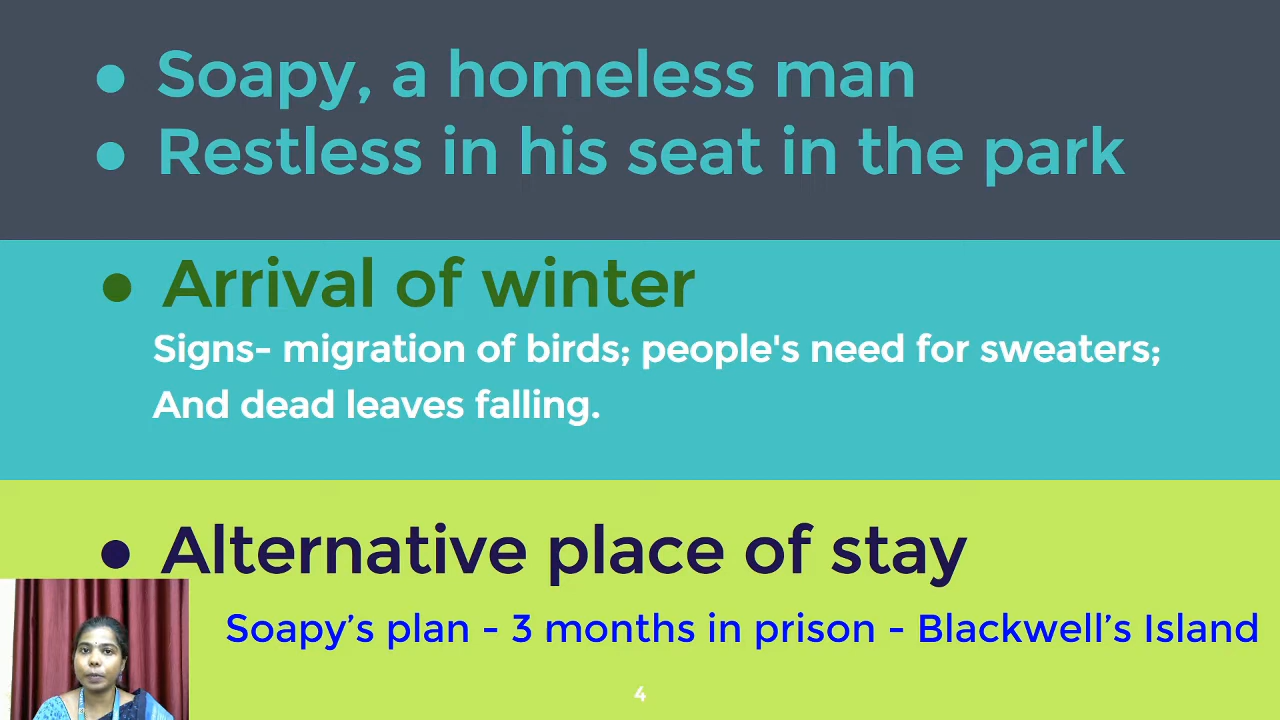 ● Soapy, a homeless man
● Restless in his seat in the park
● Arrival of winter
Signs- migration of birds; people's need for sweaters;
And dead leaves falling.
● Alternative place of stay
Soapy’s plan - 3 months in prison - Blackwell’s Island
4